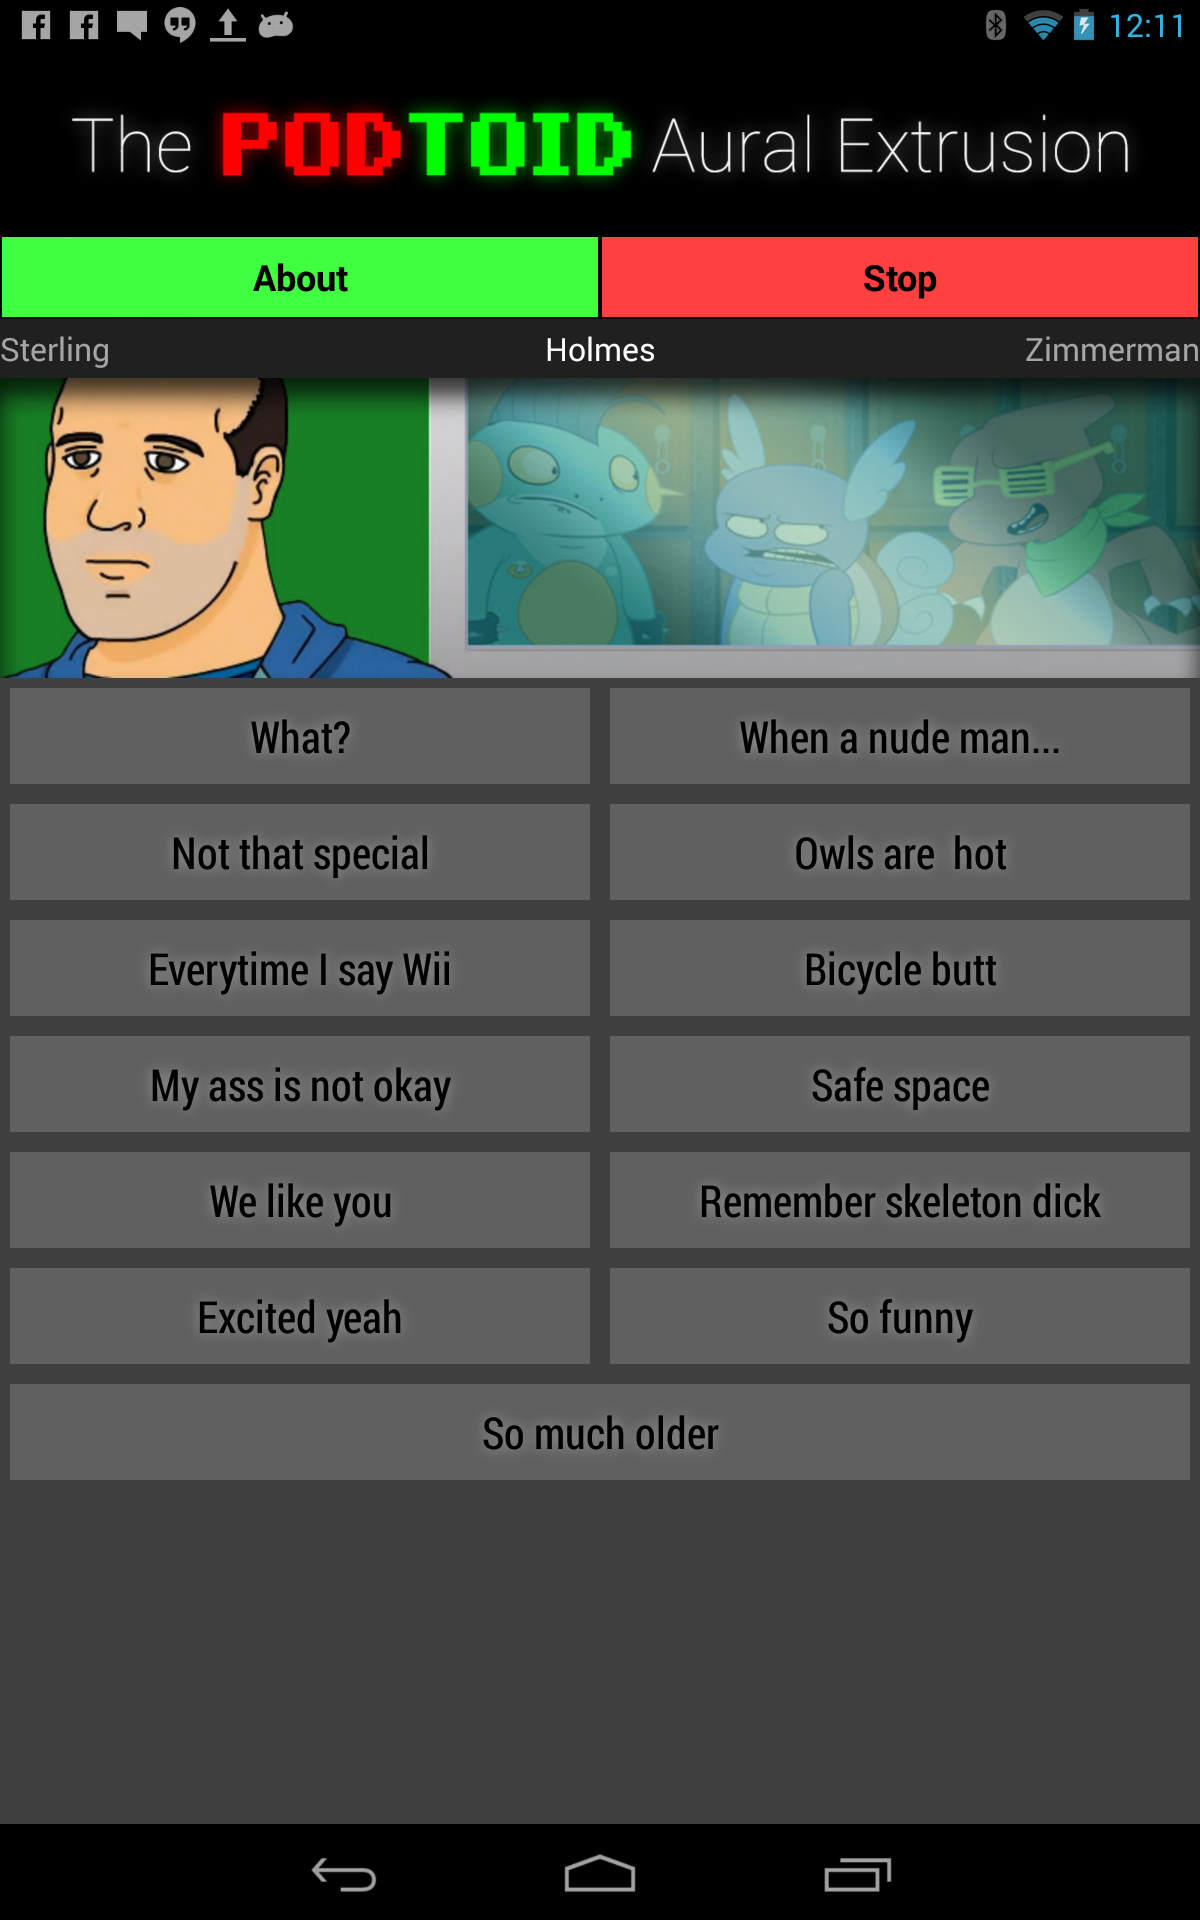 12:11
The PODTOID Aural Extrusion
About Stop
Sterling Holmes Zimmerman
What? When a nude man...
Not that special Owls are  hot
Everytime I say Wii Bicycle butt
My ass is not okay Safe space
We like you Remember skeleton dick
Excited yeah So funny
So much older